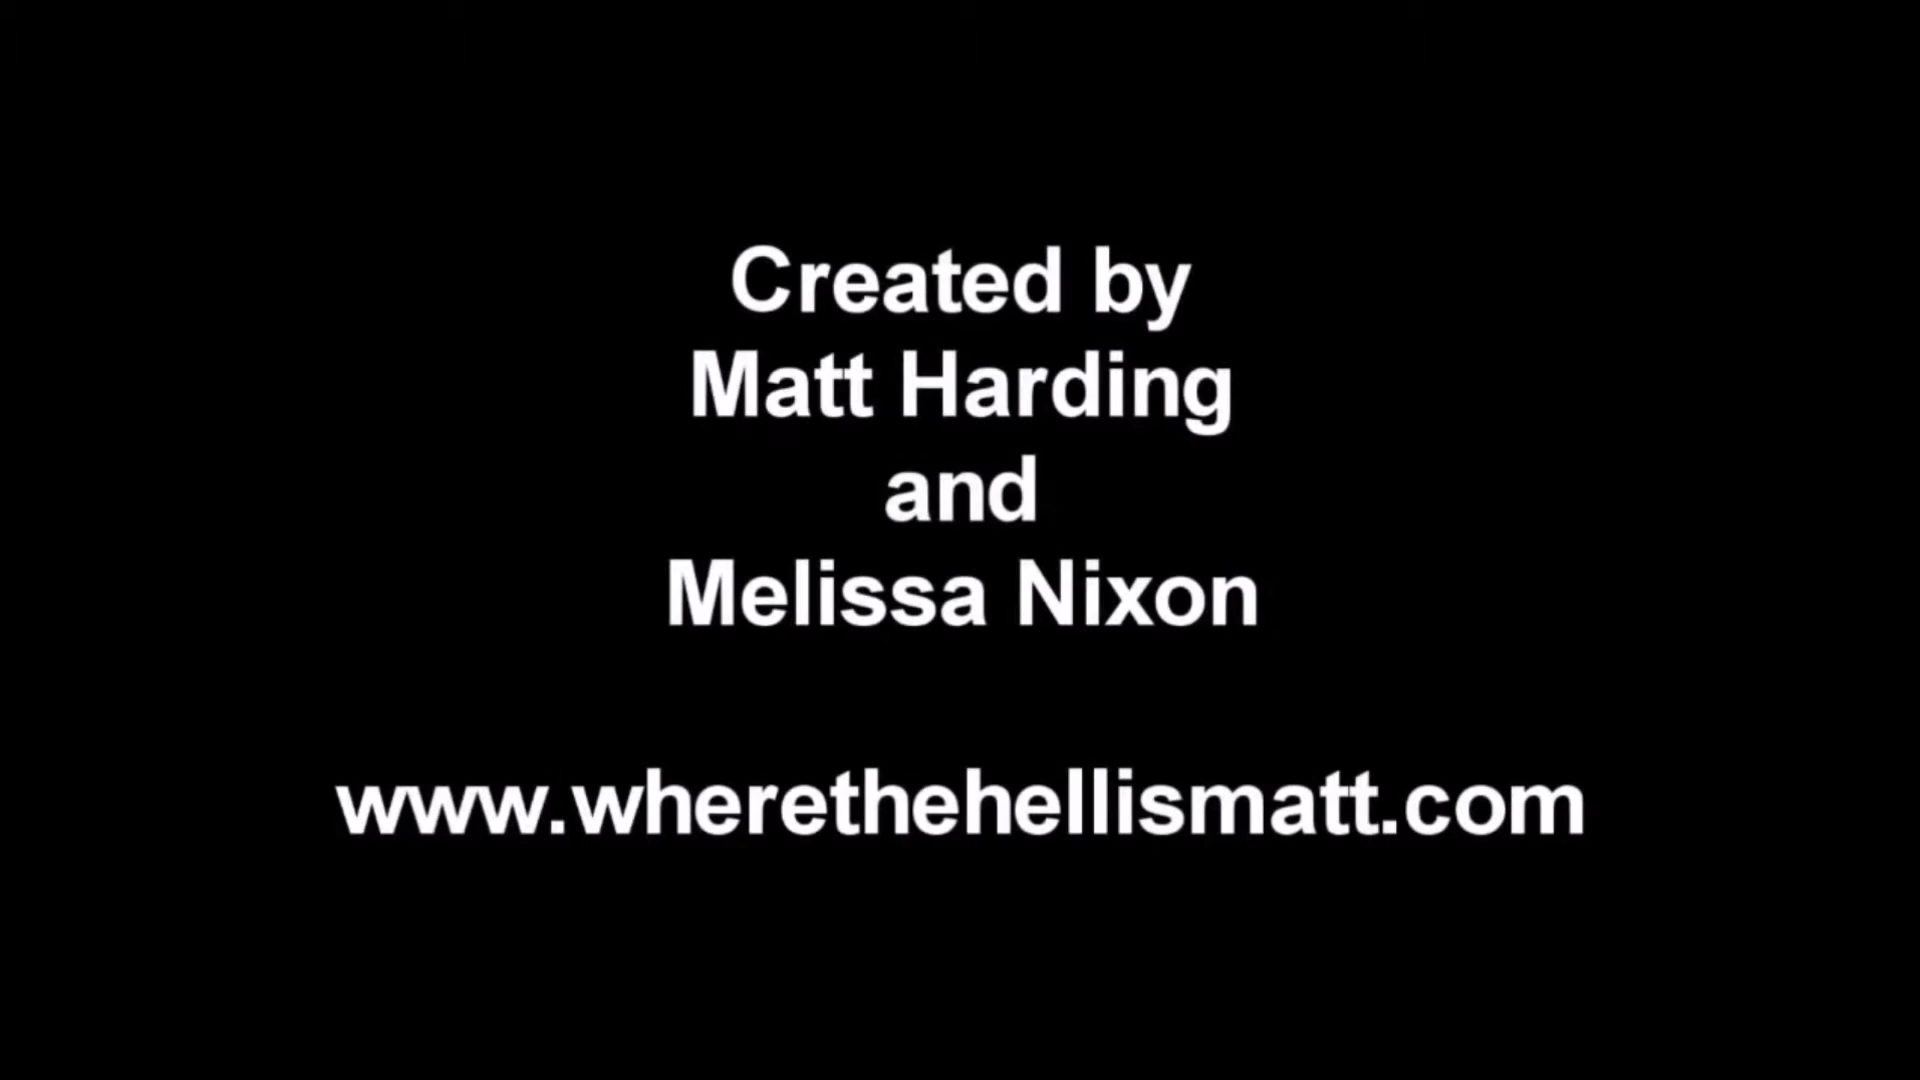 Created by
Matt Harding
and
Melissa Nixon
www.wherethehellismatt.com